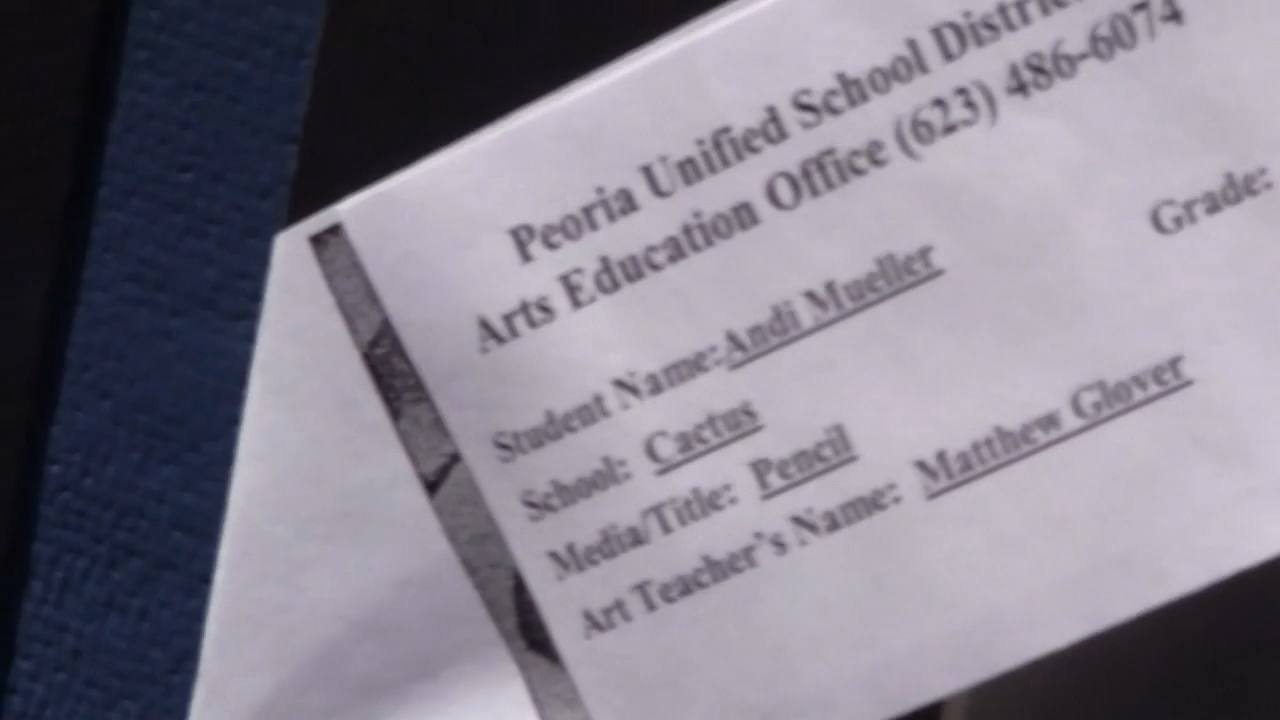 Peoria Unified School District
Arts Education Office (623) 486-6074
Grade:
Student Name:Andi Mueller
School: Cactus
Media/Title: Pencil
Art Teacher's Name: Matthew Glover